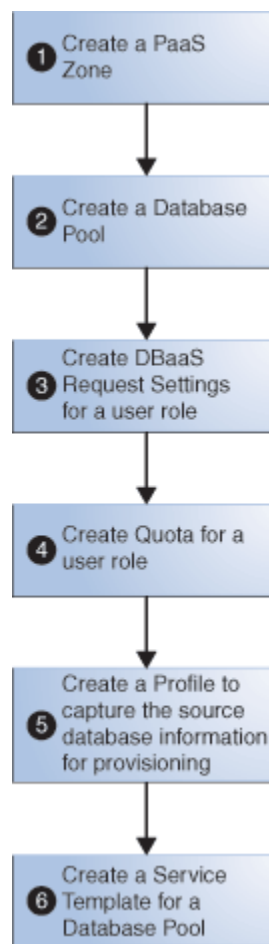 1 Create a PaaS
Zone
2 Create a Database
Pool
Create DBaaS
3 Request Settings
for a user role
4 Create Quota for a
user role
Create a Profile to
capture the source
5 database information
for provisioning
Create a Service
6 Template for a
Database Pool